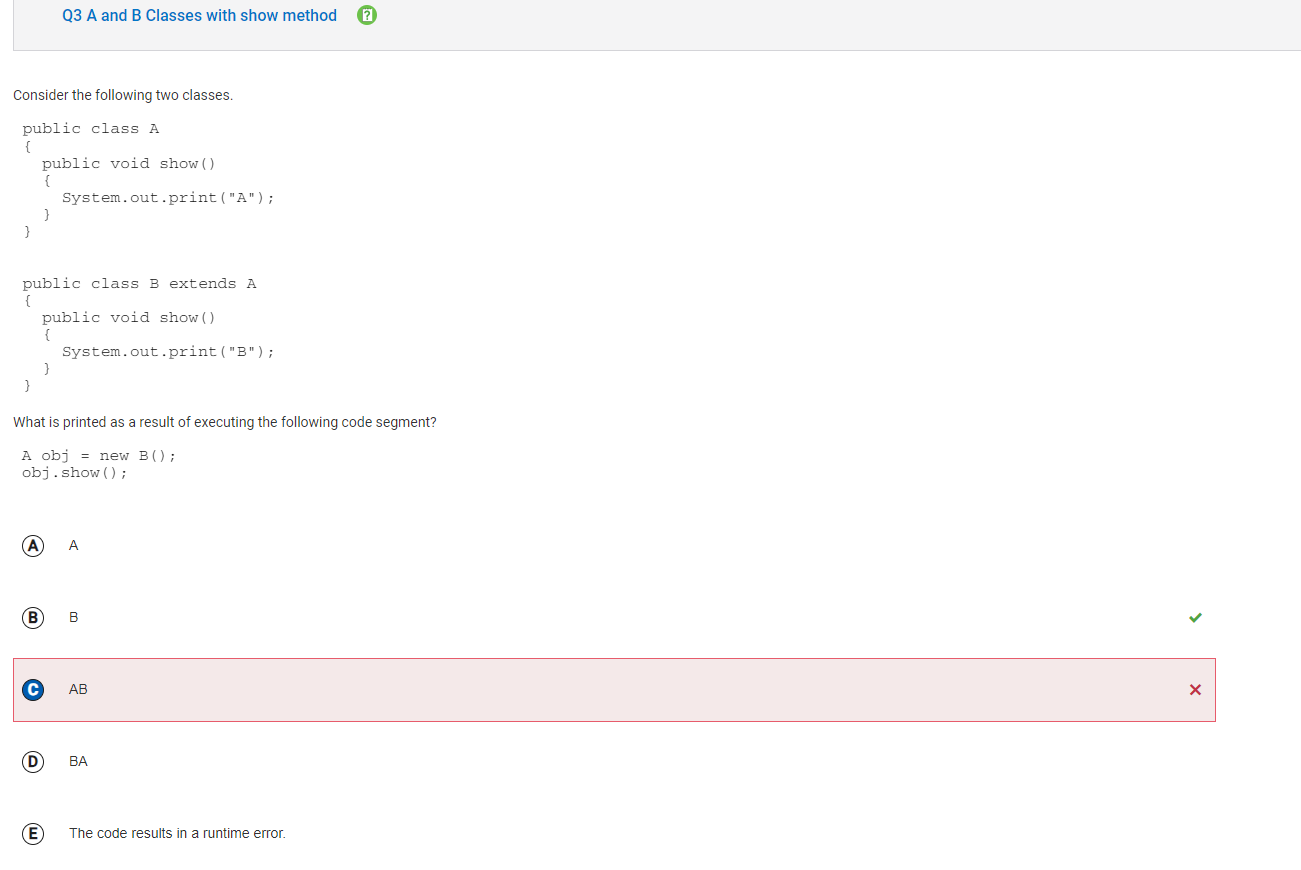 Q3 A and B Classes with show method
Consider the following two classes.
public class A
{
public void show()
{
System.out.print("A");
}
}
public class B extends A
{
public void show()
{
System.out.print("B");
}
}
What is printed as a result of executing the following code segment?
A obj = new B();
obj.show();
A A
B B
C AB
D BA
E The code results in a runtime error.